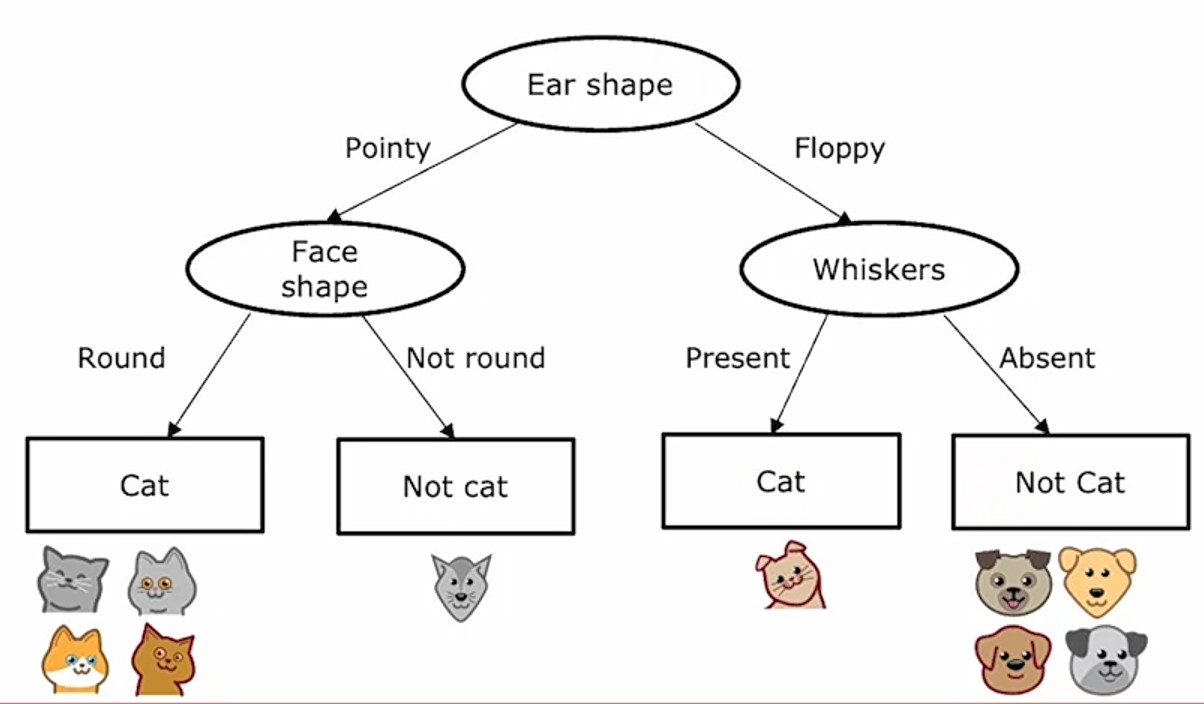 Ear shape
Pointy
Floppy
Face
shape
Whiskers
Round
Not round
Present
Absent
Cat
Not cat
Cat
Not Cat